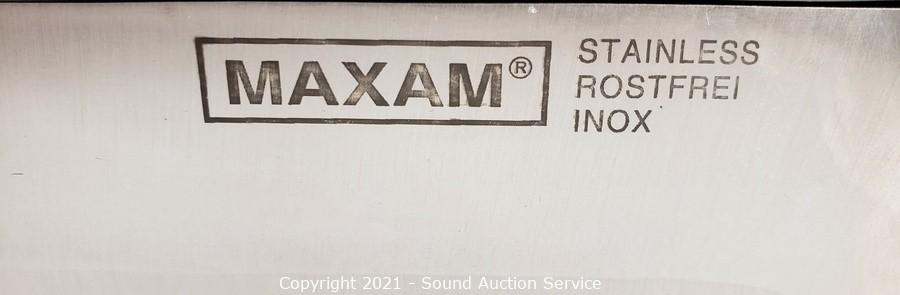 MAXAM®
STAINLESS
ROSTFREI
INOX
Copyright 2021 - Sound Auction Service